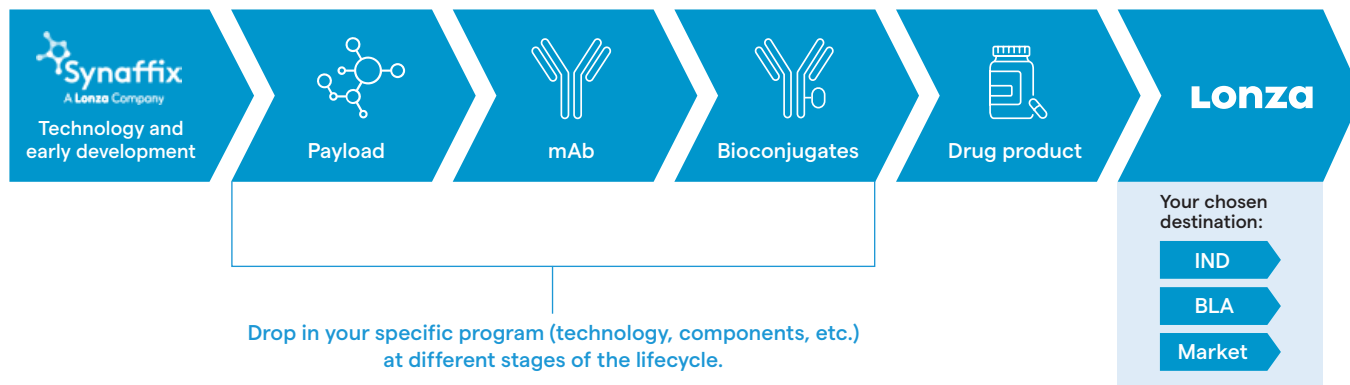 Synaffix
A Lonza Company
Technology and
early development
Payload
mAb
Bioconjugates
Drug product
Lonza
Your chosen
destination:
IND
BLA
Market
Drop in your specific program (technology, components, etc.)
at different stages of the lifecycle.